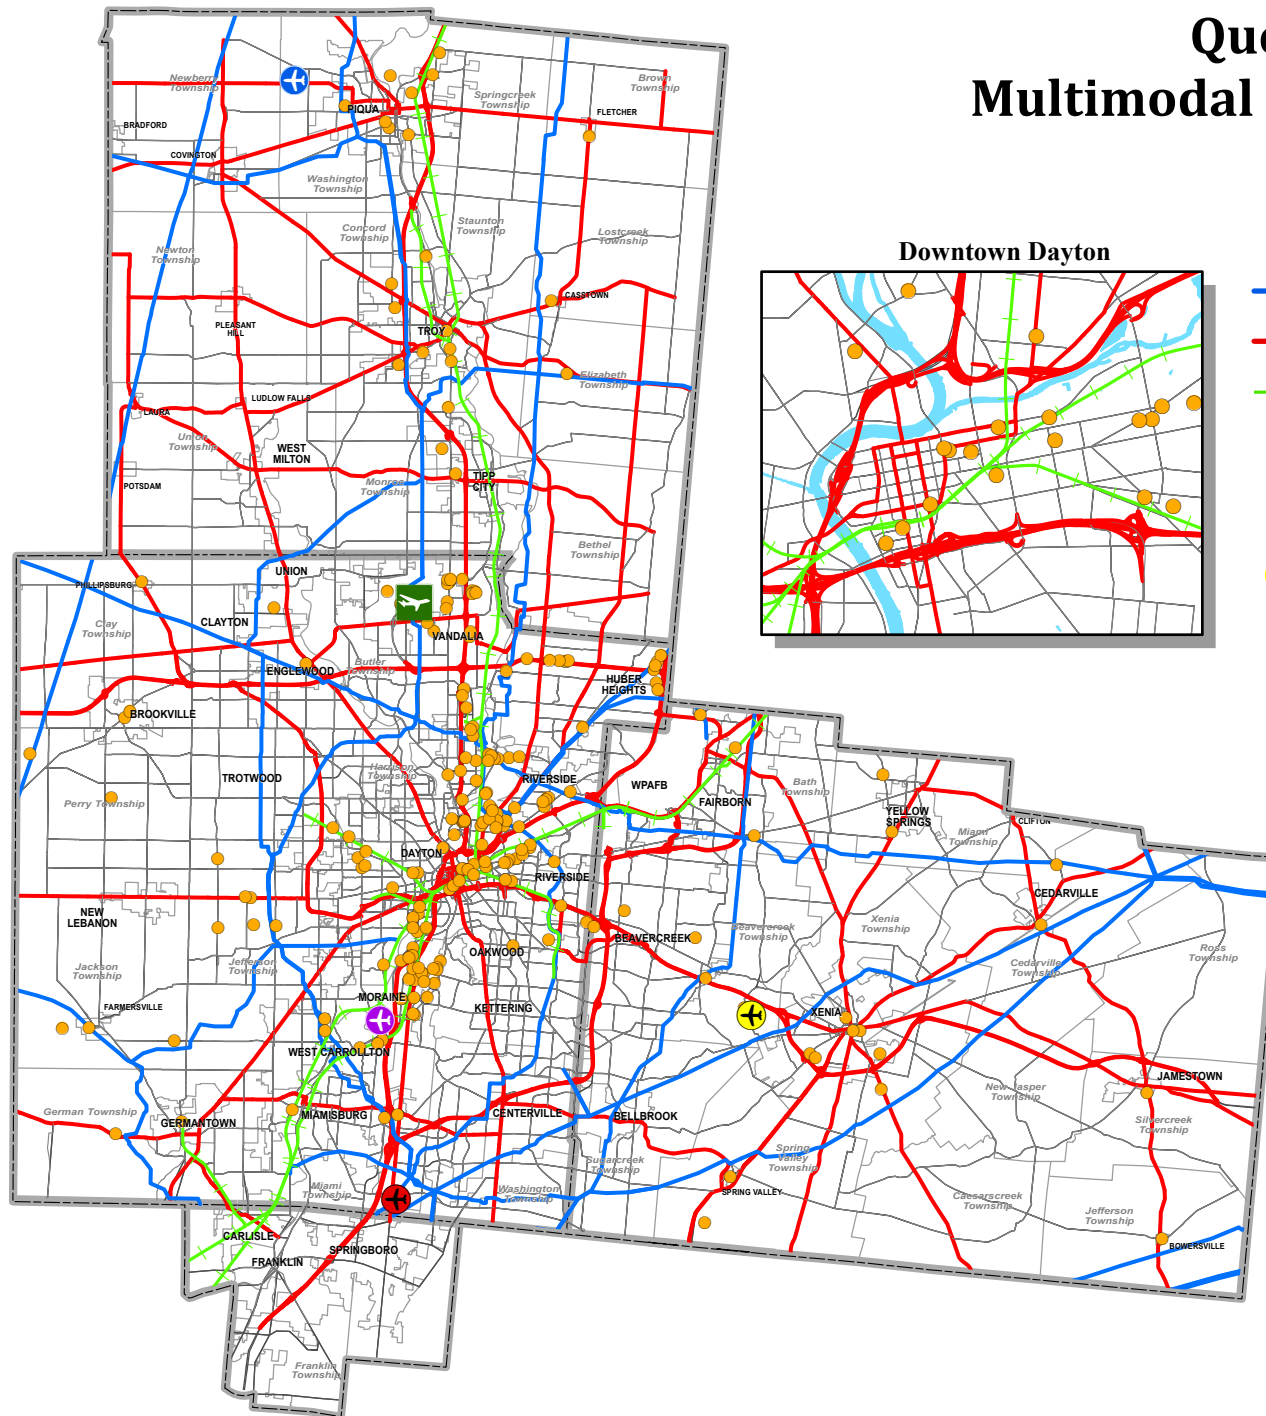 Que
Multimodal
Downtown Dayton
Newberry
Township
BRADFORD
COVINGTON
PIQUA
Springcreek
Township
Brown
Township
FLETCHER
Washington
Township
Concord
Township
Staunton
Township
Lostcreek
Township
Newton
Township
CASSTOWN
PLEASANT
HILL
TROY
Elizabeth
Township
LUDLOW FALLS
LAURA
Union
Township
WEST
MILTON
POTSDAM
Monroe
Township
TIPP
CITY
Bethel
Township
UNION
PHILLIPSBURG
Clay
Township
CLAYTON
VANDALIA
Butler
Township
ENGLEWOOD
HUBER
HEIGHTS
BROOKVILLE
TROTWOOD
Harrison
Township
RIVERSIDE
WPAFB
FAIRBORN
Bath
Township
YELLOW
SPRINGS
CLIFTON
Miami
Township
Perry Township
DAYTON
RIVERSIDE
CEDARVILLE
NEW
LEBANON
Jackson
Township
Jefferson
Township
OAKWOOD
BEAVERCREEK
Beavercreek
Township
Xenia
Township
Cedarville
Township
Ross
Township
FARMERSVILLE
MORAINE
KETTERING
XENIA
WEST CARROLLTON
JAMESTOWN
New Jasper
Township
Silvercreek
Township
German Township
GERMANTOWN
MIAMISBURG
CENTERVILLE
BELLBROOK
Sugarcreek
Township
Spring
Valley
Township
SPRING VALLEY
Miami
Township
Washington
Township
Caesarscreek
Township
Jefferson
Township
BOWERSVILLE
CARLISLE
FRANKLIN
SPRINGBORO
Franklin
Township